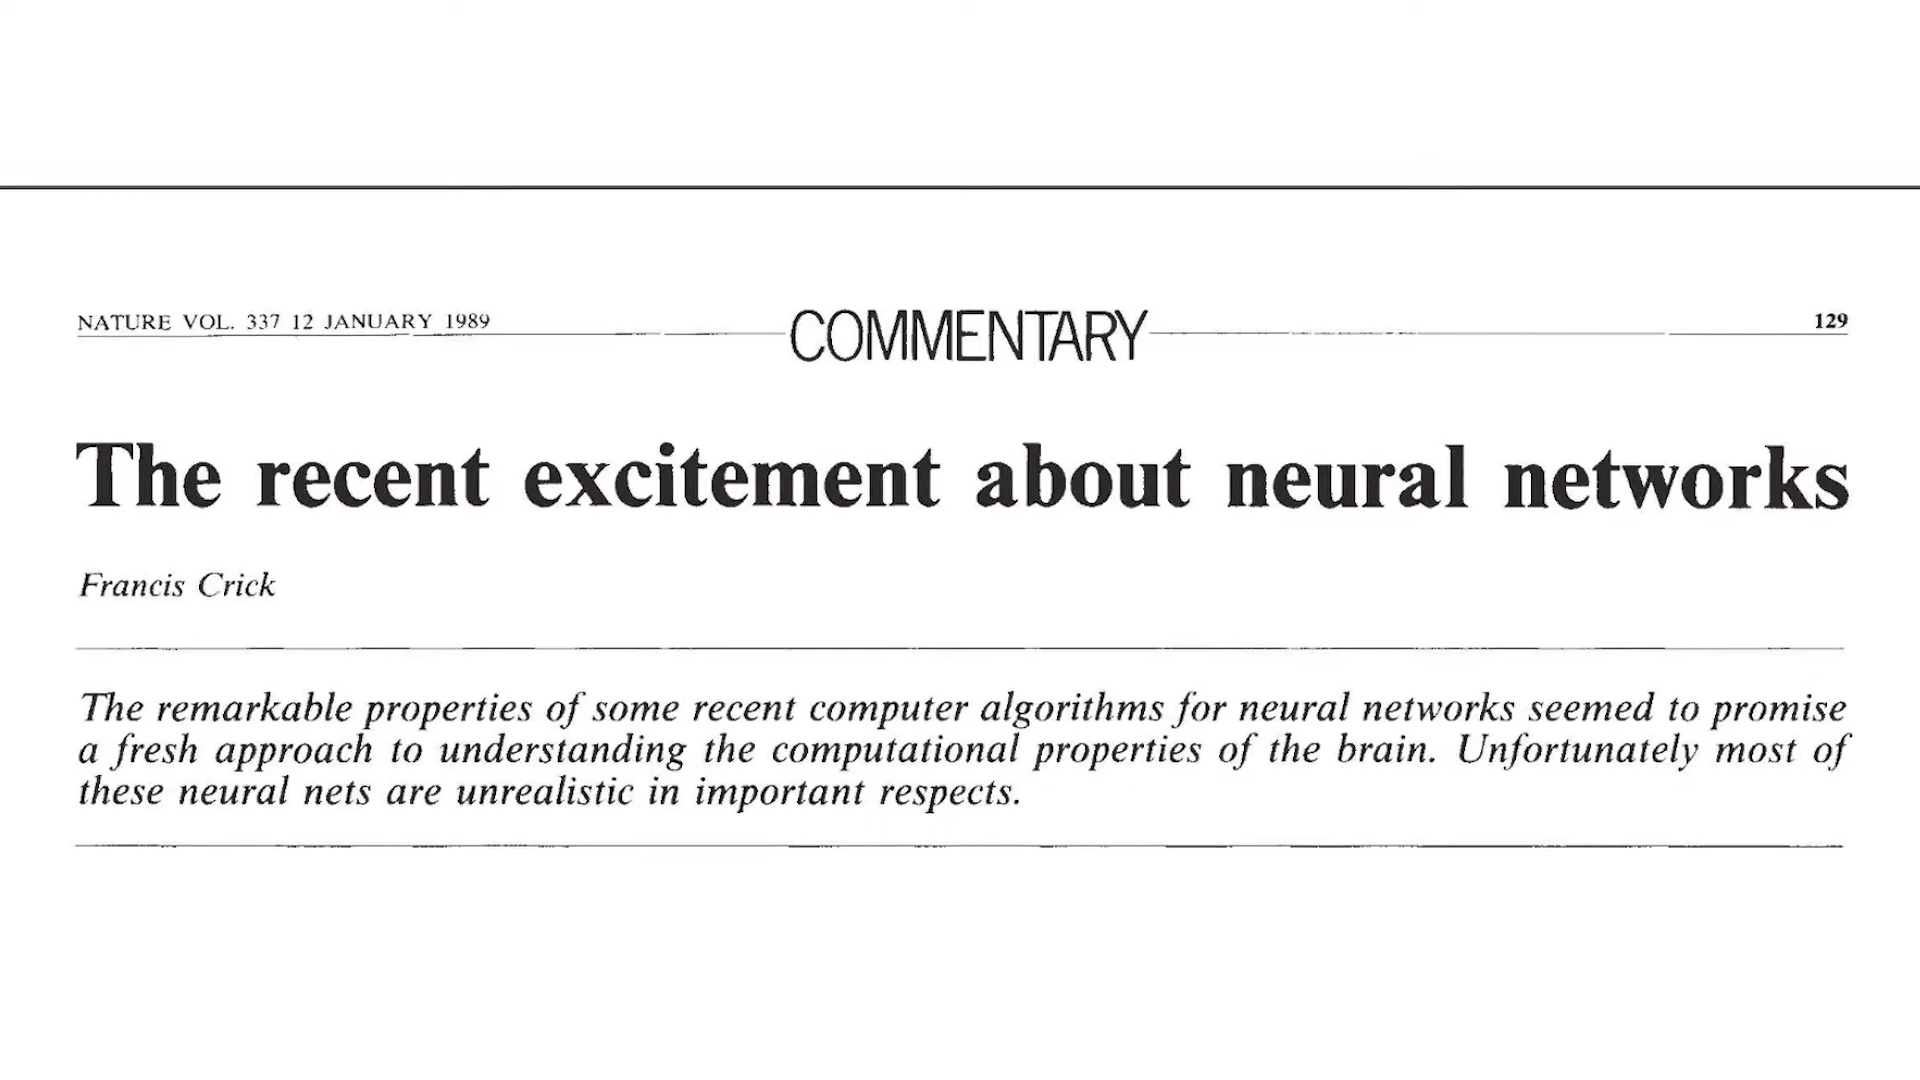 NATURE VOL. 337 12 JANUARY 1989 COMMENTARY 129
The recent excitement about neural networks
Francis Crick
The remarkable properties of some recent computer algorithms for neural networks seemed to promise
a fresh approach to understanding the computational properties of the brain. Unfortunately most of
these neural nets are unrealistic in important respects.